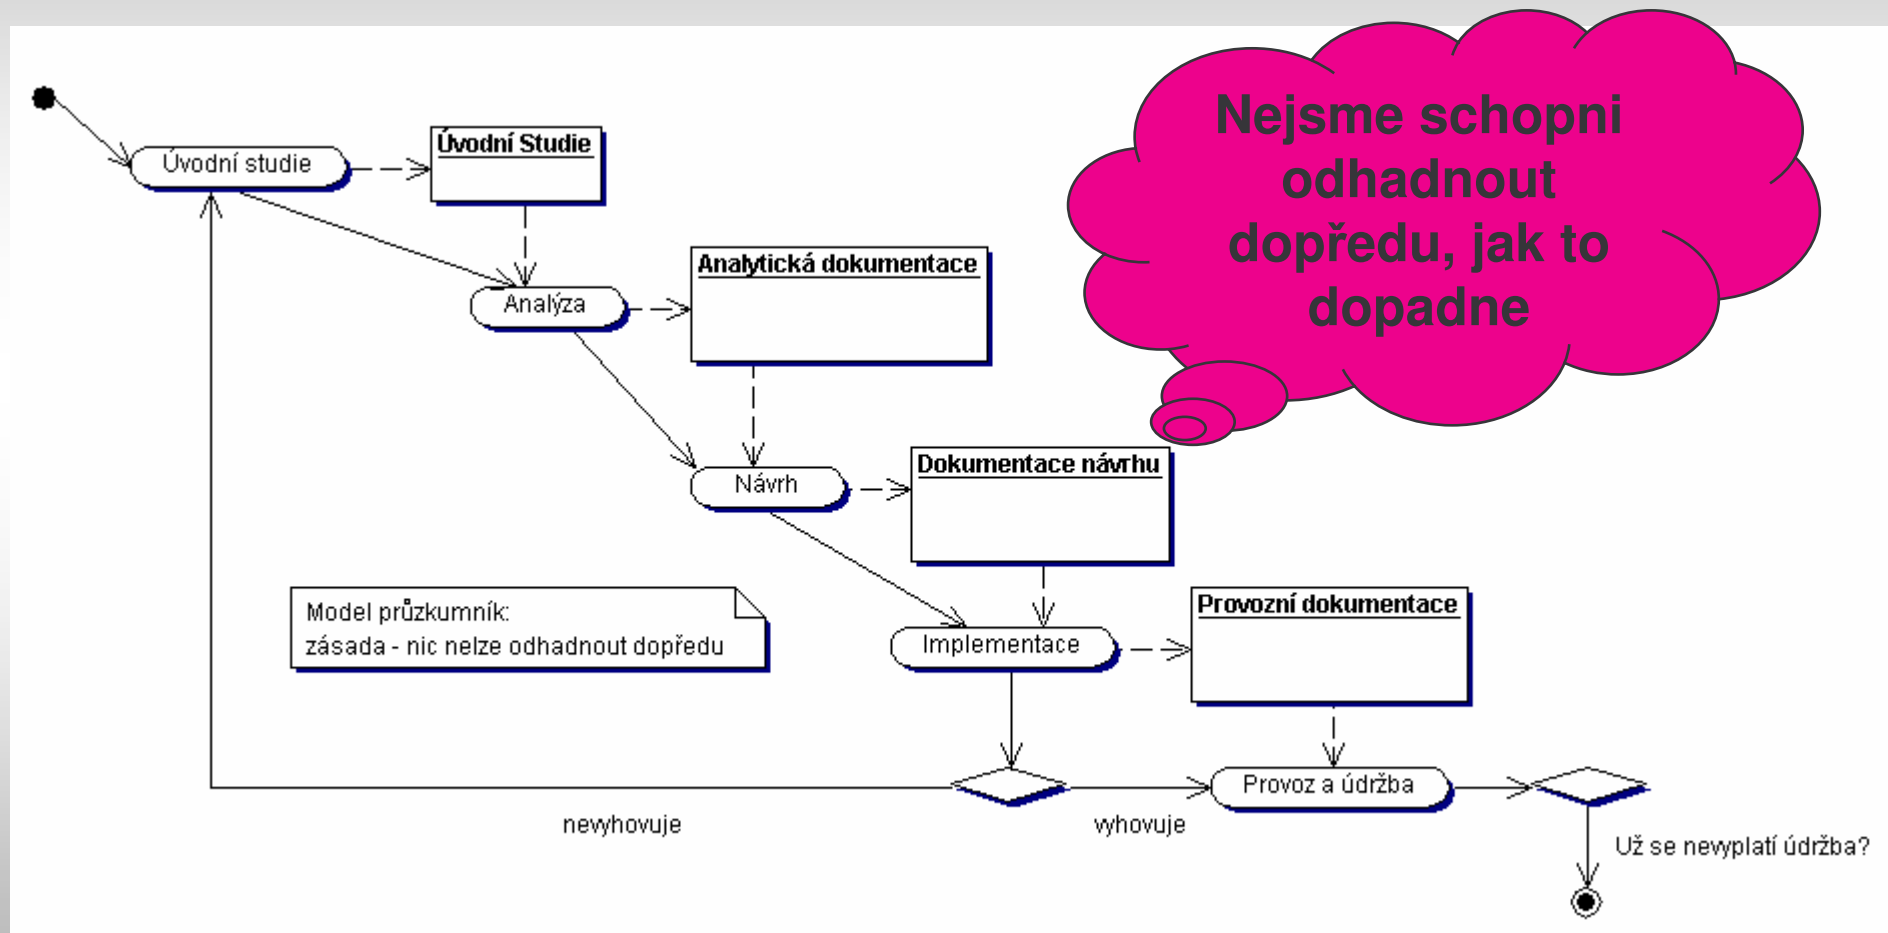 Nejsme schopni
odhadnout
dopředu, jak to
dopadne
Úvodní studie
Úvodní Studie
Analytická dokumentace
Analýza
Dokumentace návrhu
Návrh
Model průzkumník:
zásada - nic nelze odhadnout dopředu
Provozní dokumentace
Implementace
Provoz a údržba
nevyhovuje
vyhovuje
Už se nevyplatí údržba?